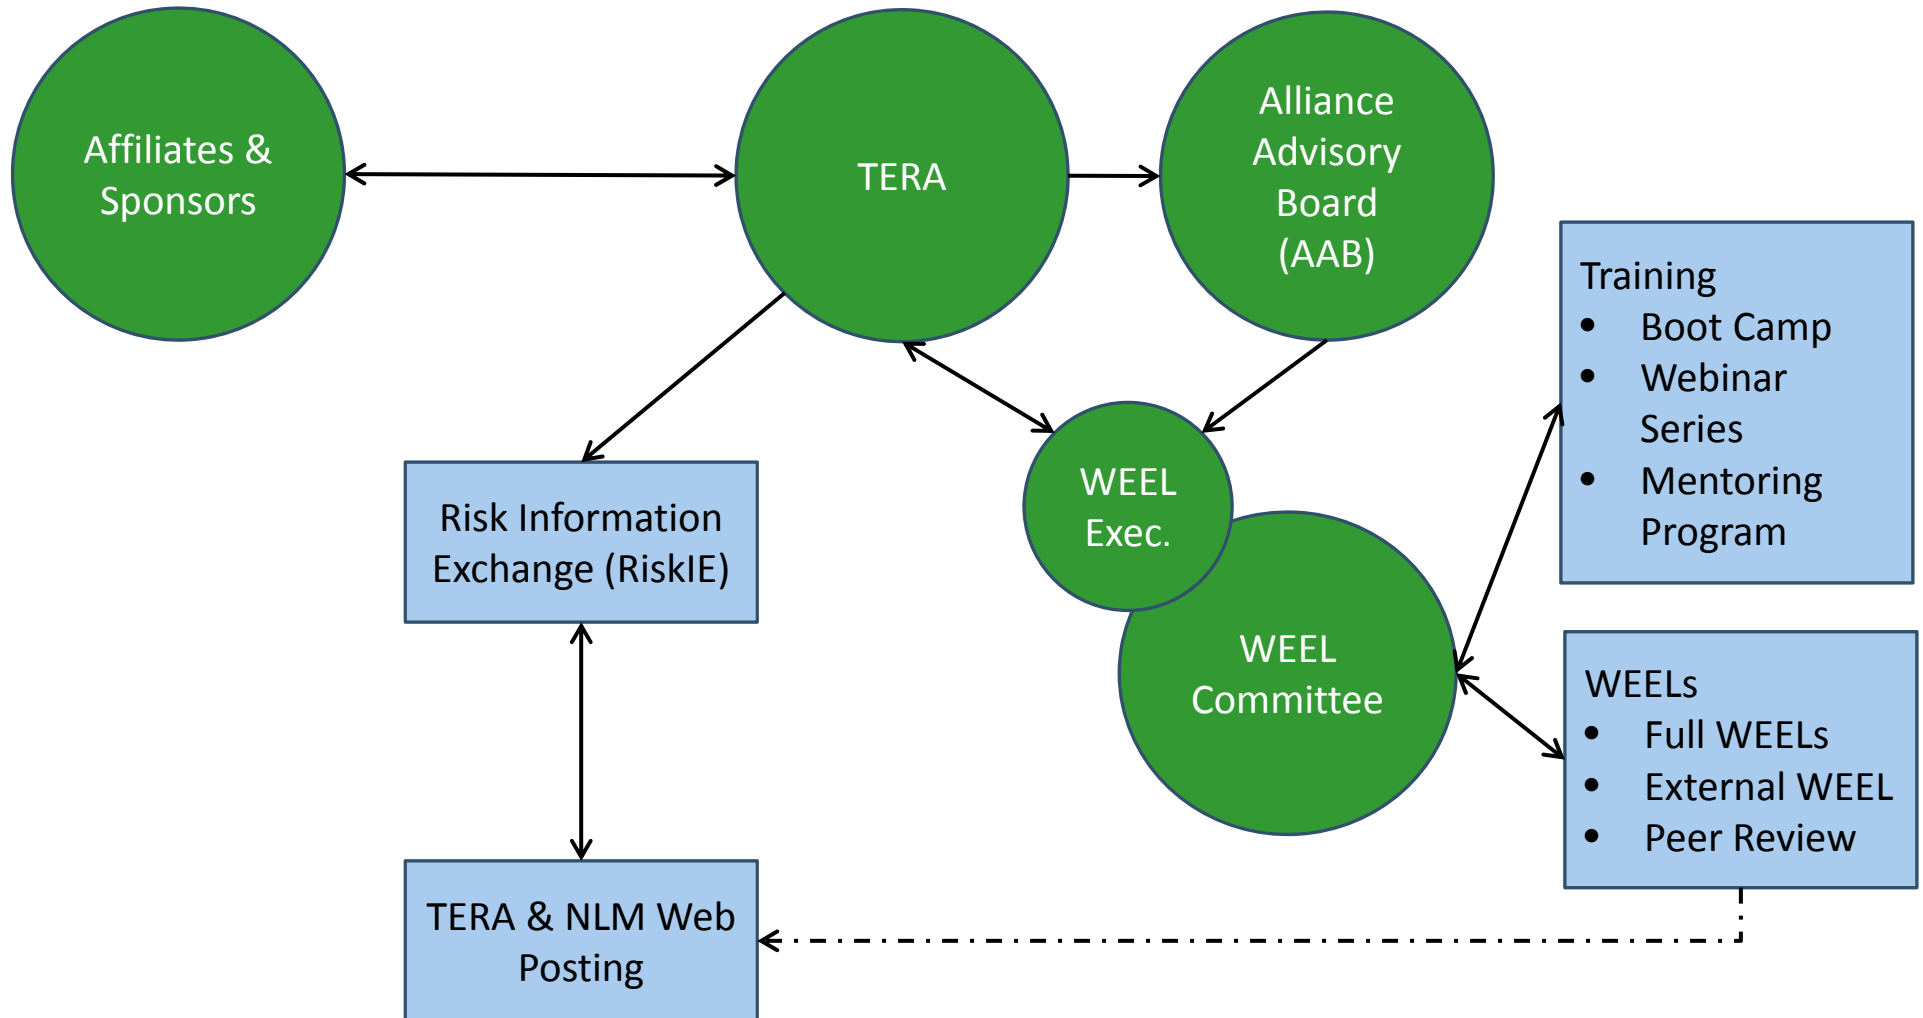 Affiliates &
Sponsors
TERA
Alliance
Advisory
Board
(AAB)
Training
• Boot Camp
• Webinar
Series
• Mentoring
Program
WEEL
Exec.
Risk Information
Exchange (RiskIE)
WEEL
Committee
WEELs
• Full WEELs
• External WEEL
• Peer Review
TERA & NLM Web
Posting